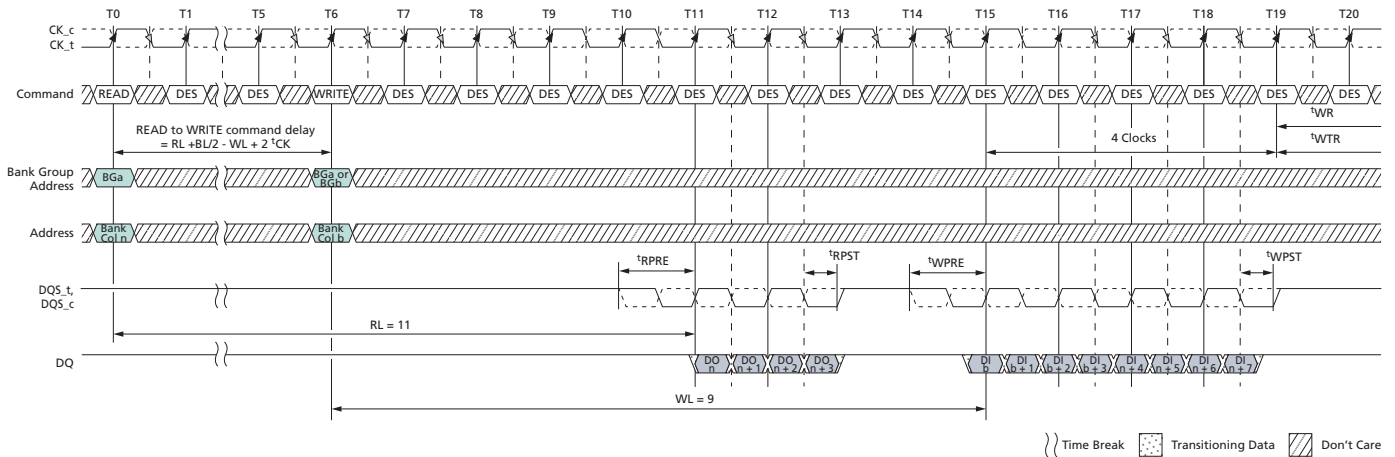 T0 T1 T5 T6 T7 T8 T9 T10 T11 T12 T13 T14 T15 T16 T17 T18 T19 T20
CK_c
CK_t
Command READ DES DES WRITE DES DES DES DES DES DES DES DES DES DES DES DES DES DES
tWR
READ to WRITE command delay
= RL +BL/2 - WL + 2 tCK
4 Clocks
tWTR
Bank Group
Address
BGa
BGa or
BGb
Address
Bank
Col n
Bank
Col b
tRPRE tRPST tWPRE tWPST
DQS_t,
DQS_c
RL = 11
DQ
DO
n
DO
n + 1
DO
n + 2
DO
n + 3
DI
b
DI
b + 1
DI
b + 2
DI
b + 3
DI
n + 4
DI
n + 5
DI
n + 6
DI
n + 7
WL = 9
Time Break Transitioning Data Don't Care